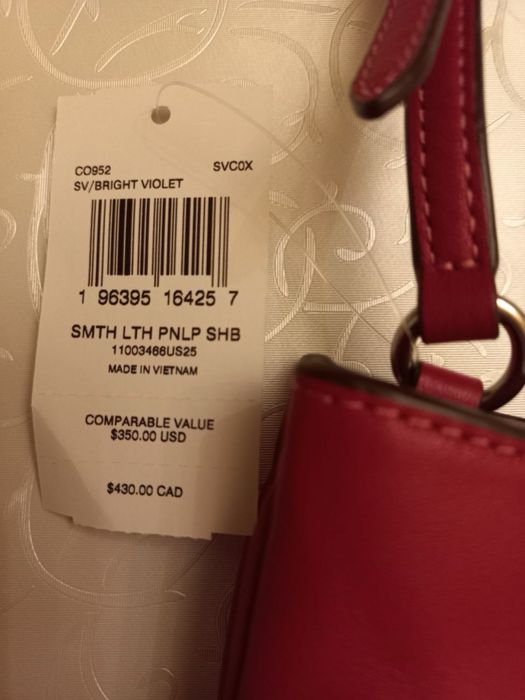 CO952 SVC0X
SV/BRIGHT VIOLET
1 96395 16425 7
SMTH LTH PNLP SHB
11003466US25
MADE IN VIETNAM
COMPARABLE VALUE
$350.00 USD
$430.00 CAD